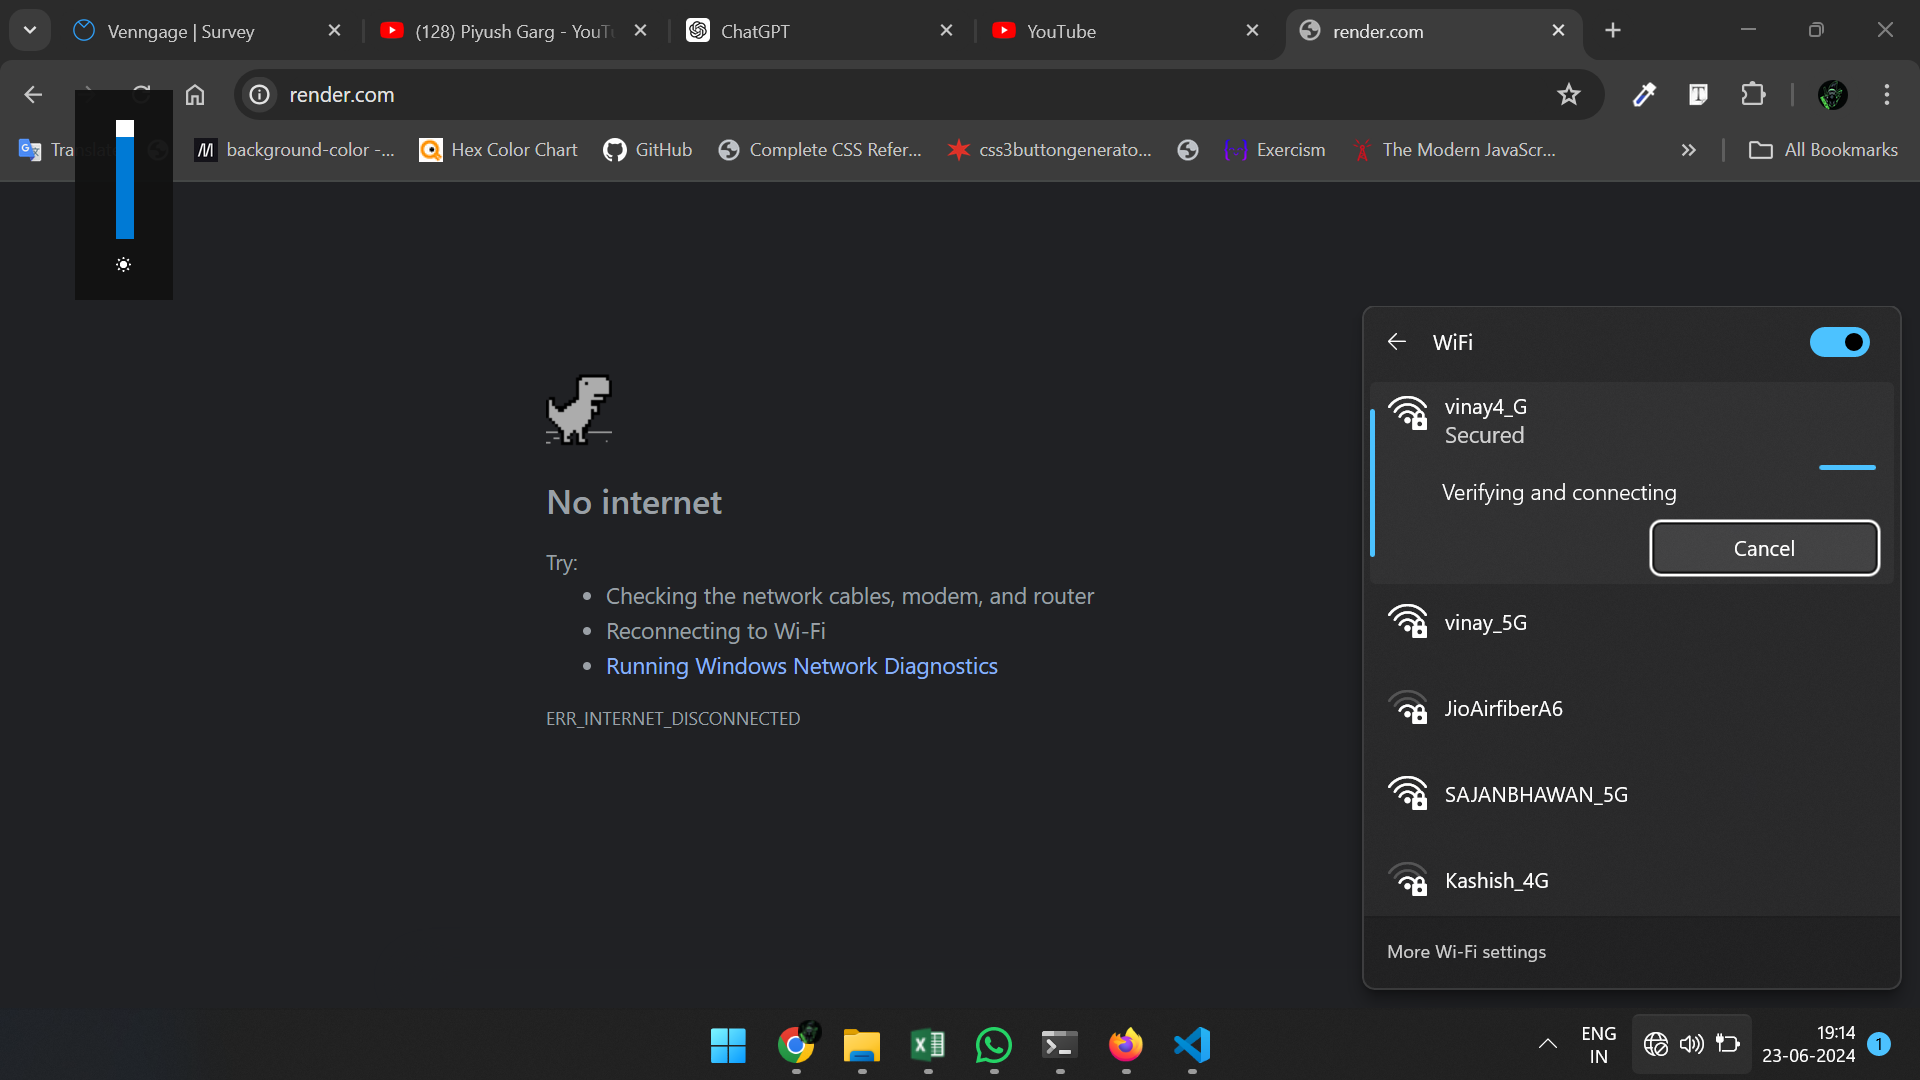 Venngage | Survey
(128) Piyush Garg - YouT
ChatGPT
YouTube
render.com
render.com
Translate
background-color -...
Hex Color Chart
GitHub
Complete CSS Refer...
css3buttongenerato...
Exercism
The Modern JavaScr...
All Bookmarks
No internet
Try:
Checking the network cables, modem, and router
Reconnecting to Wi-Fi
Running Windows Network Diagnostics
ERR_INTERNET_DISCONNECTED
WiFi
vinay4_G
Secured
Verifying and connecting
Cancel
vinay_5G
JioAirfiberA6
SAJANBHAWAN_5G
Kashish_4G
More Wi-Fi settings
ENG
IN
19:14
23-06-2024
1